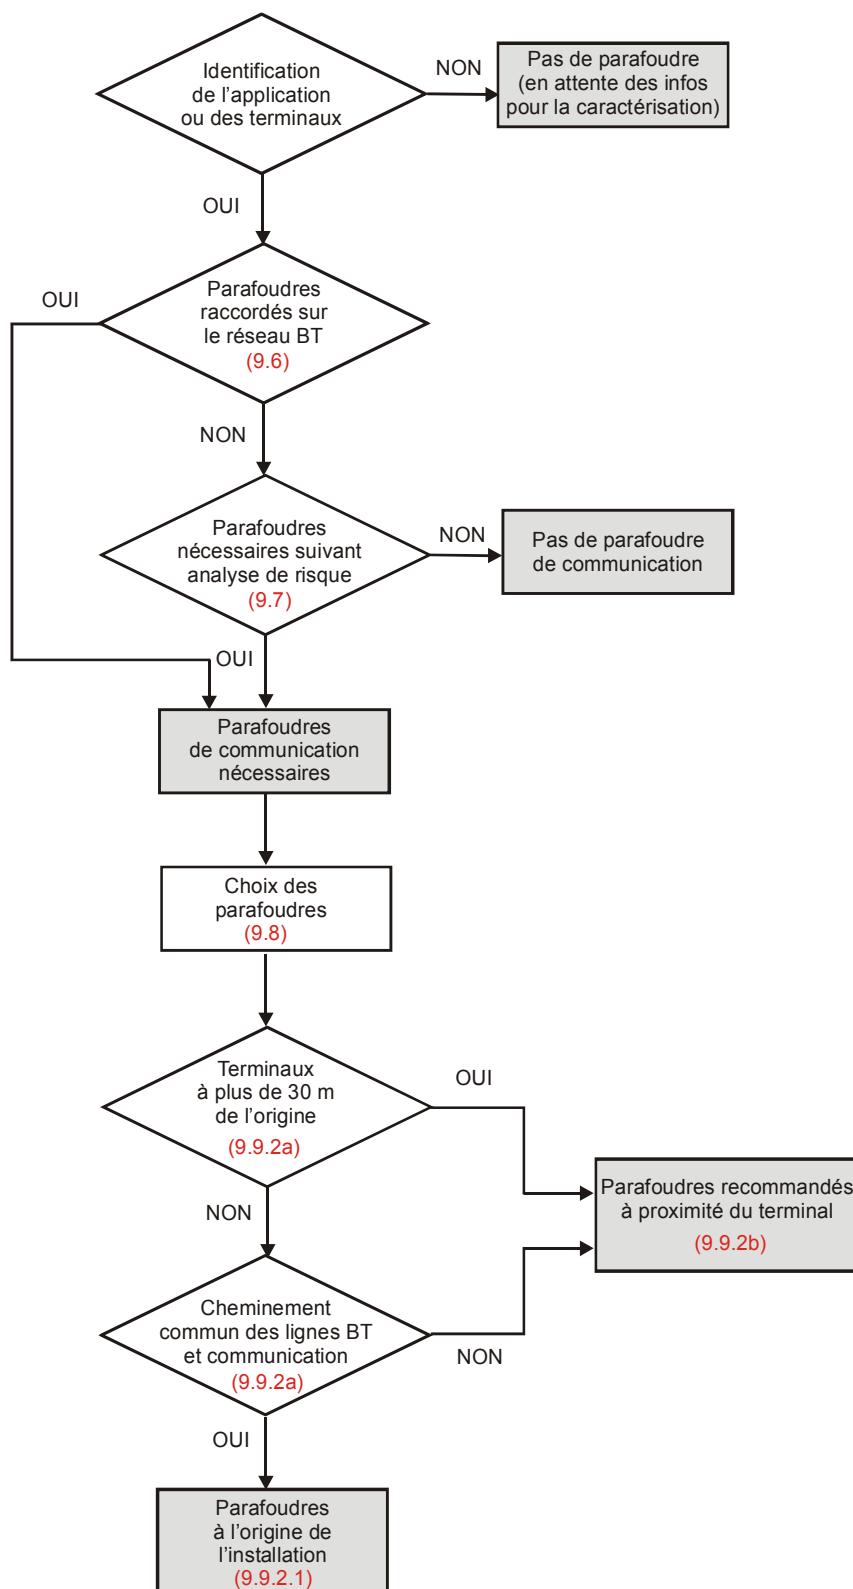 Identification
de l'application
ou des terminaux
NON
Pas de parafoudre
(en attente des infos
pour la caractérisation)
OUI
OUI
Parafoudres
raccordés sur
le réseau BT
(9.6)
NON
Parafoudres
nécessaires suivant
analyse de risque
(9.7)
NON
Pas de parafoudre
de communication
OUI
Parafoudres
de communication
nécessaires
Choix des
parafoudres
(9.8)
Terminaux
à plus de 30 m
de l'origine
(9.9.2a)
OUI
Parafoudres recommandés
à proximité du terminal
(9.9.2b)
NON
Cheminement
commun des lignes BT
et communication
(9.9.2a)
NON
OUI
Parafoudres
à l'origine de
l'installation
(9.9.2.1)